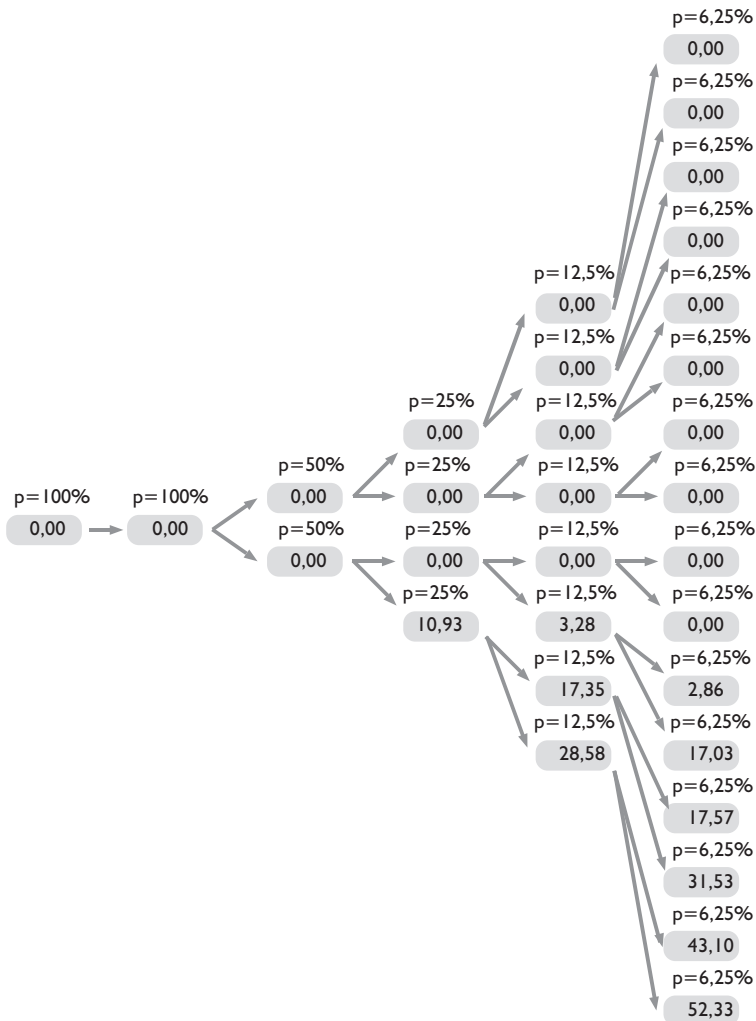 p=6,25%
0,00
p=6,25%
0,00
p=6,25%
0,00
p=6,25%
0,00
p=12,5% p=6,25%
0,00 0,00
p=12,5% p=6,25%
0,00 0,00
p=25% p=12,5% p=6,25%
0,00 0,00 0,00
p=50% p=25% p=12,5% p=6,25%
0,00 0,00 0,00 0,00
p=100% p=100%
0,00 0,00
p=50% p=25% p=12,5% p=6,25%
0,00 0,00 0,00 0,00
p=25% p=12,5% p=6,25%
10,93 3,28 0,00
p=12,5% p=6,25%
17,35 2,86
p=12,5% p=6,25%
28,58 17,03
p=6,25%
17,57
p=6,25%
31,53
p=6,25%
43,10
p=6,25%
52,33